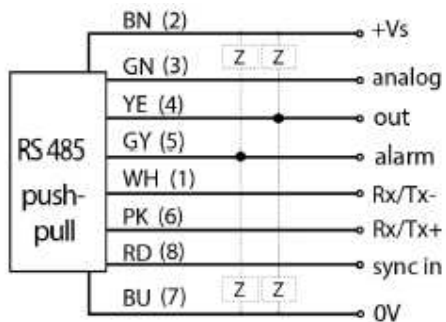 BN (2) +Vs
Z Z
GN (3) analog
YE (4) out
GY (5) alarm
RS 485
WH (1) Rx/Tx-
push-
PK (6) Rx/Tx+
pull
RD (8) sync in
Z Z
BU (7) 0V